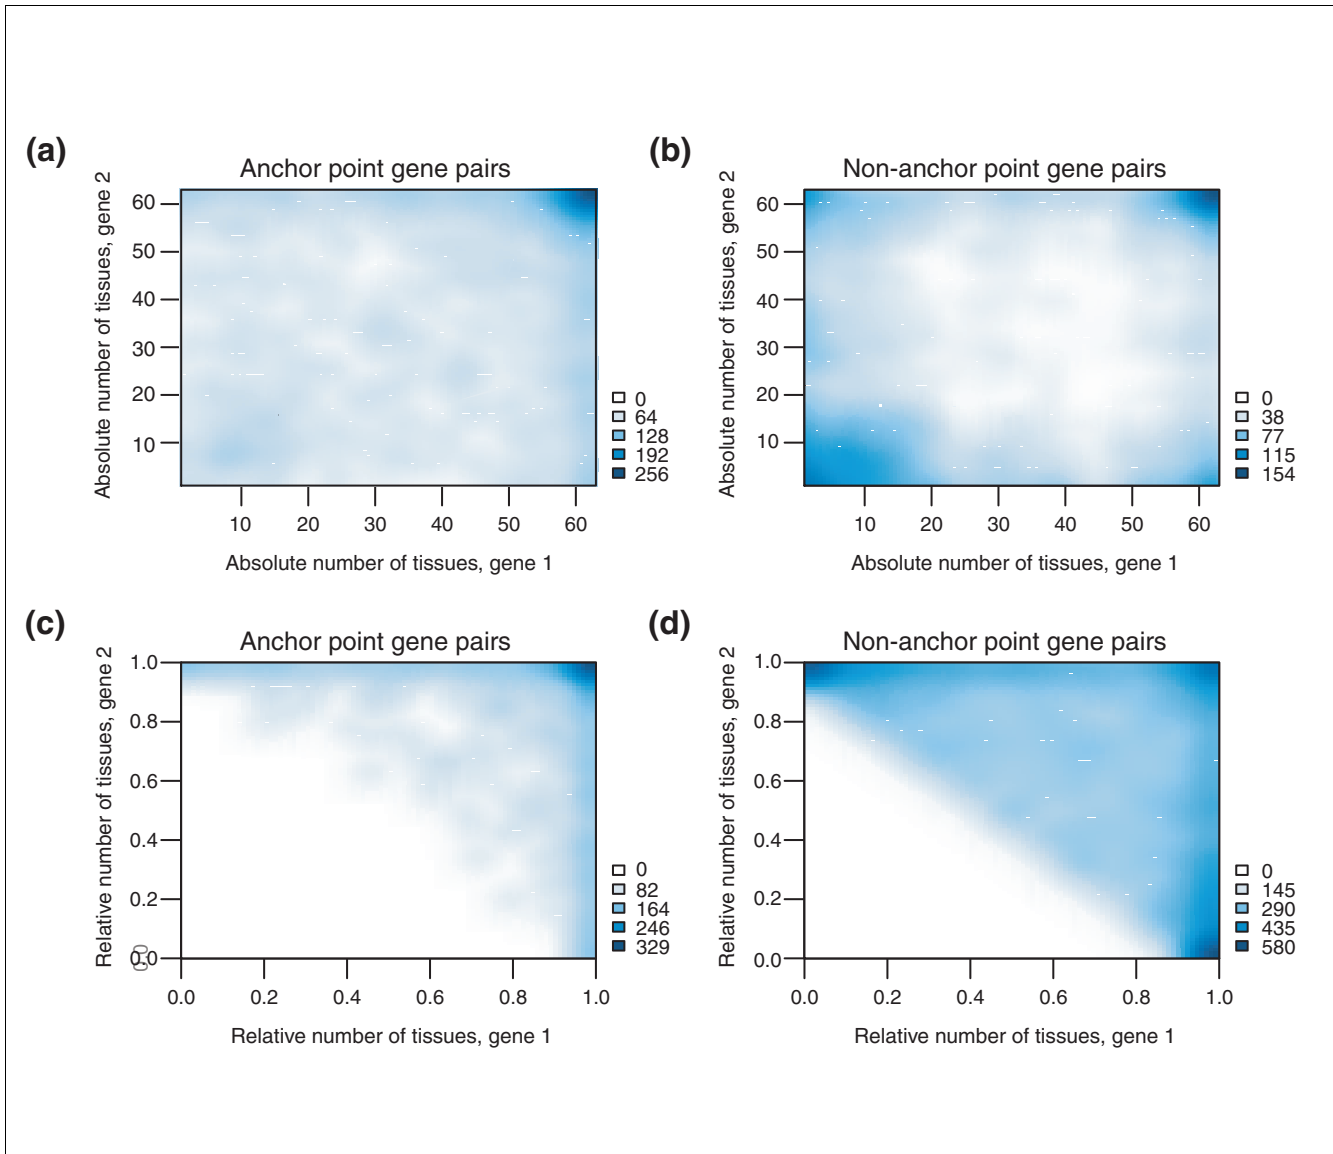 (a)
Anchor point gene pairs
Absolute number of tissues, gene 2
60
50
40
30
20
10
10 20 30 40 50 60
Absolute number of tissues, gene 1
0
64
128
192
256
(b)
Non-anchor point gene pairs
Absolute number of tissues, gene 2
60
50
40
30
20
10
10 20 30 40 50 60
Absolute number of tissues, gene 1
0
38
77
115
154
(c)
Anchor point gene pairs
Relative number of tissues, gene 2
1.0
0.8
0.6
0.4
0.2
0.0
0.0
0.0 0.2 0.4 0.6 0.8 1.0
Relative number of tissues, gene 1
0
82
164
246
329
(d)
Non-anchor point gene pairs
Relative number of tissues, gene 2
1.0
0.8
0.6
0.4
0.2
0.0
0.0 0.2 0.4 0.6 0.8 1.0
Relative number of tissues, gene 1
0
145
290
435
580